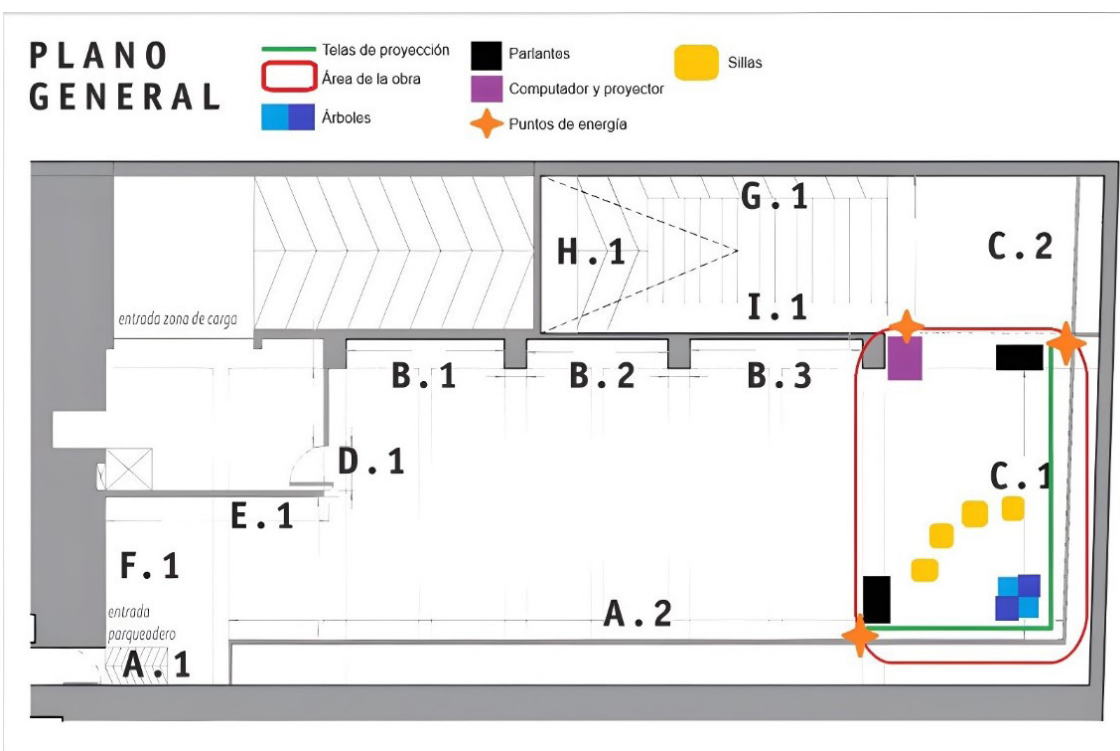 PLANO
GENERAL
Telas de proyección
Área de la obra
Árboles
Parlantes
Computador y proyector
Puntos de energía
Sillas
G.1
H.1
C.2
I.1
entrada zona de carga
B.1
B.2
B.3
D.1
C.1
E.1
F.1
entrada
parqueadero
A.2
A.1